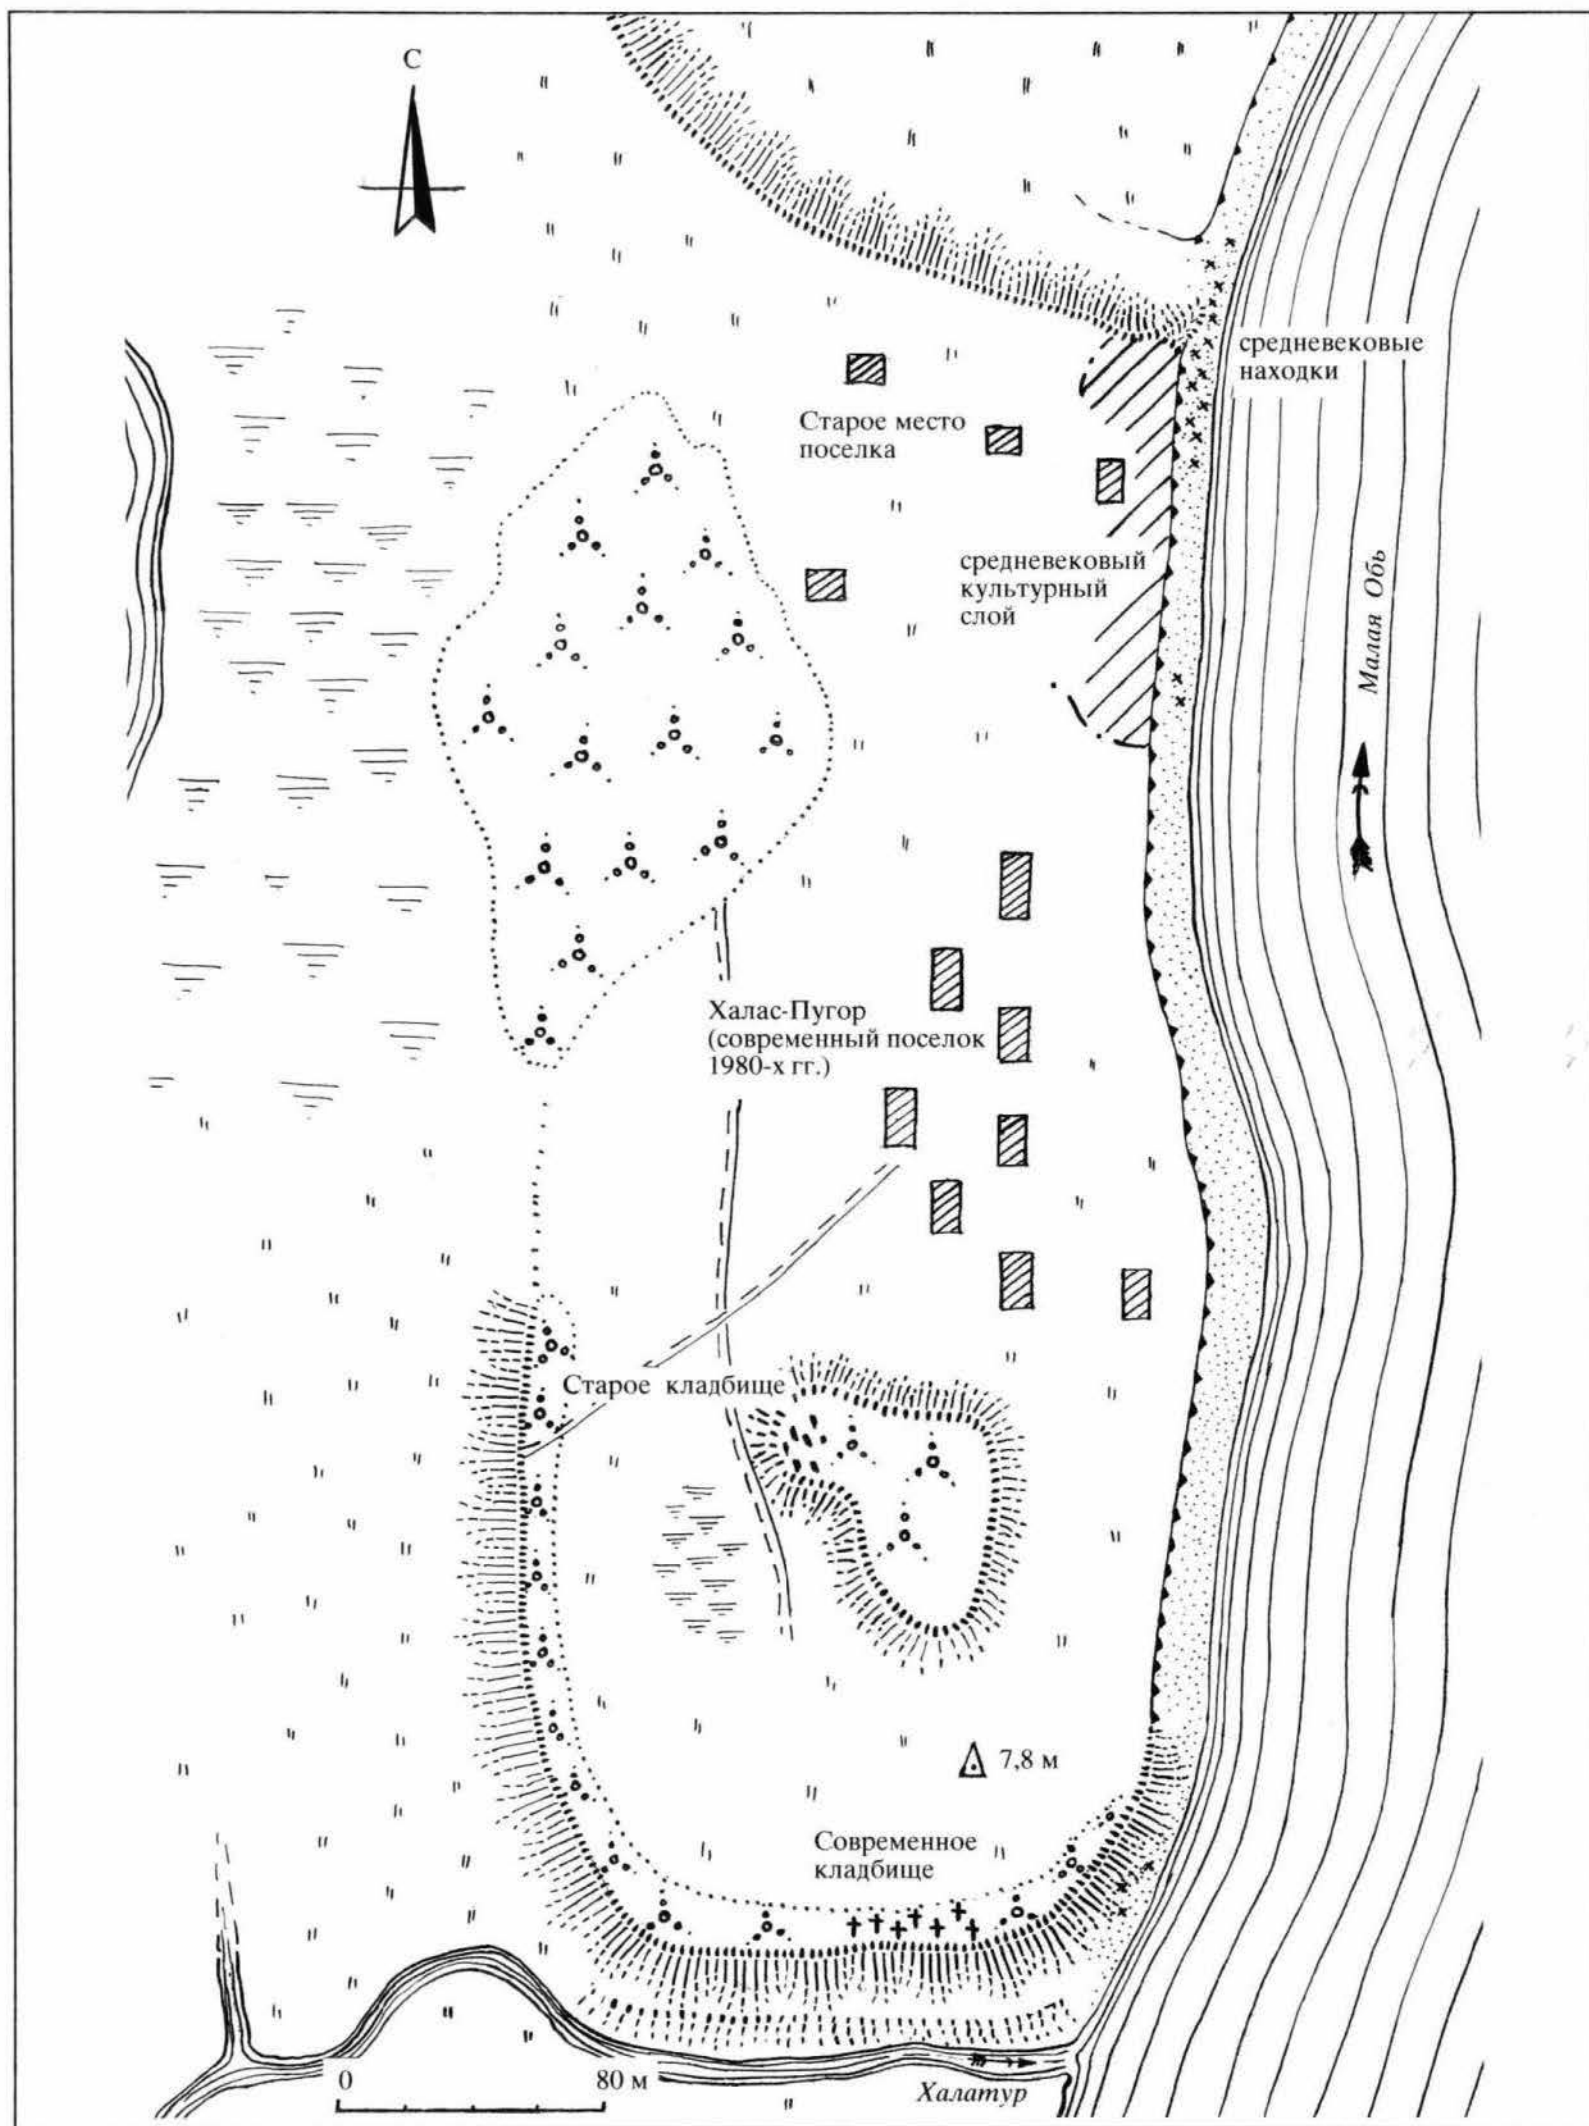 С
средневековые
находки
Старое место
поселка
средневековый
культурный
слой
Малая Обь
Халас-Пугор
(современный поселок
1980-х гг.)
Старое кладбище
7,8 м
Современное
кладбище
0 80 м
Халатур